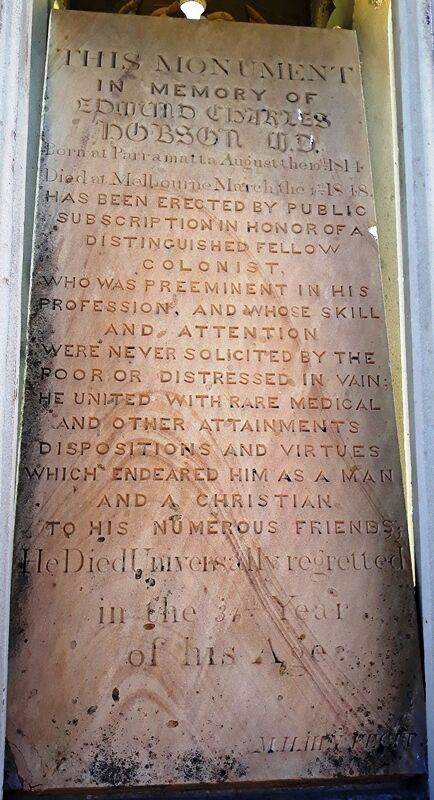 THIS MONUMENT
IN MEMORY OF
EDMUND CHARLES
HOBSON M.D.
Born at Parramatta August the 10th 1814
Died at Melbourne March the 4th 1848.
HAS BEEN ERECTED BY PUBLIC
SUBSCRIPTION IN HONOR OF A
DISTINGUISHED FELLOW
COLONIST,
WHO WAS PREEMINENT IN HIS
PROFESSION, AND WHOSE SKILL
AND ATTENTION
WERE NEVER SOLICITED BY THE
POOR OR DISTRESSED IN VAIN;
HE UNITED WITH RARE MEDICAL
AND OTHER ATTAINMENTS
DISPOSITIONS AND VIRTUES
WHICH ENDEARED HIM AS A MAN
AND A CHRISTIAN
TO HIS NUMEROUS FRIENDS;
He Died Universally regretted
in the 34th Year
of his Age
FECIT